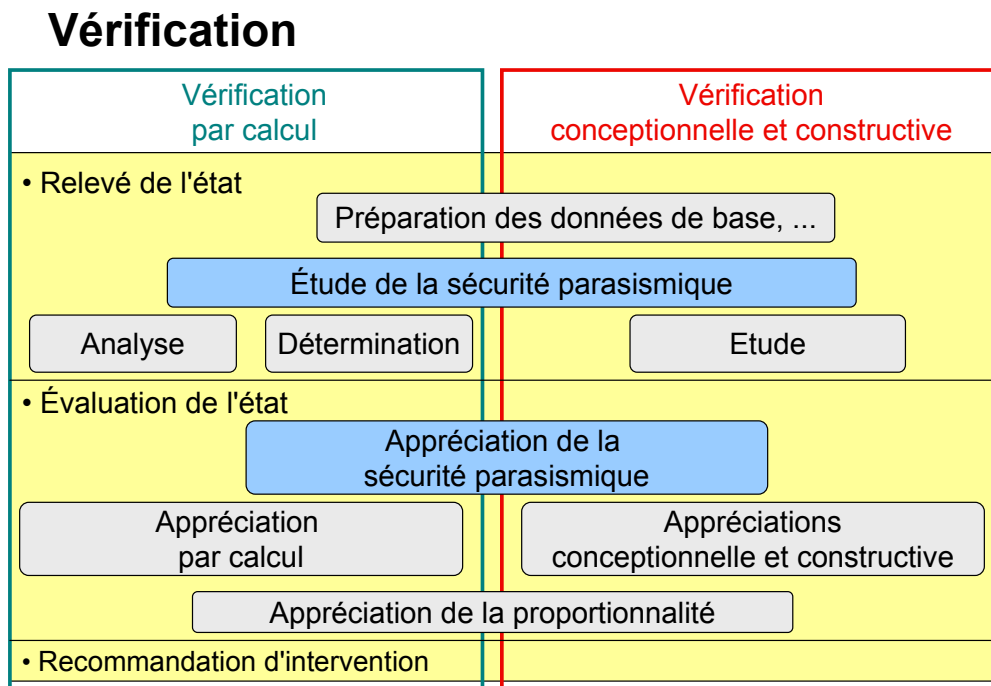 Vérification
Vérification
par calcul
Vérification
conceptionnelle et constructive
• Relevé de l'état
Préparation des données de base, ...
Étude de la sécurité parasismique
Analyse
Détermination
Etude
• Évaluation de l'état
Appréciation de la
sécurité parasismique
Appréciation
par calcul
Appréciations
conceptionnelle et constructive
Appréciation de la proportionnalité
• Recommandation d'intervention